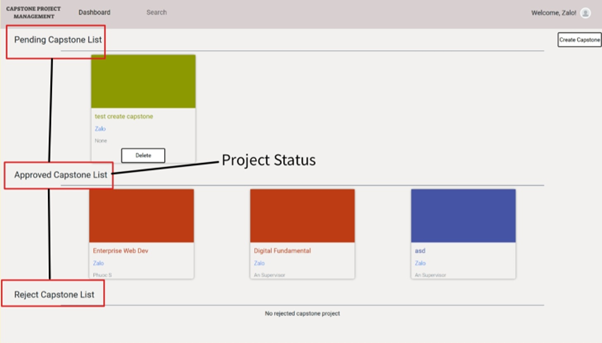 CAPSTONE PROJECT
MANAGEMENT
Dashboard
Search
Welcome, Zalo!
Pending Capstone List
Create Capstone
test create capstone
Zalo
None
Delete
Project Status
Approved Capstone List
Enterprise Web Dev
Zalo
Digital Fundamental
Zalo
An Supervisor
asd
Zalo
An Supervisor
Reject Capstone List
No rejected capstone project